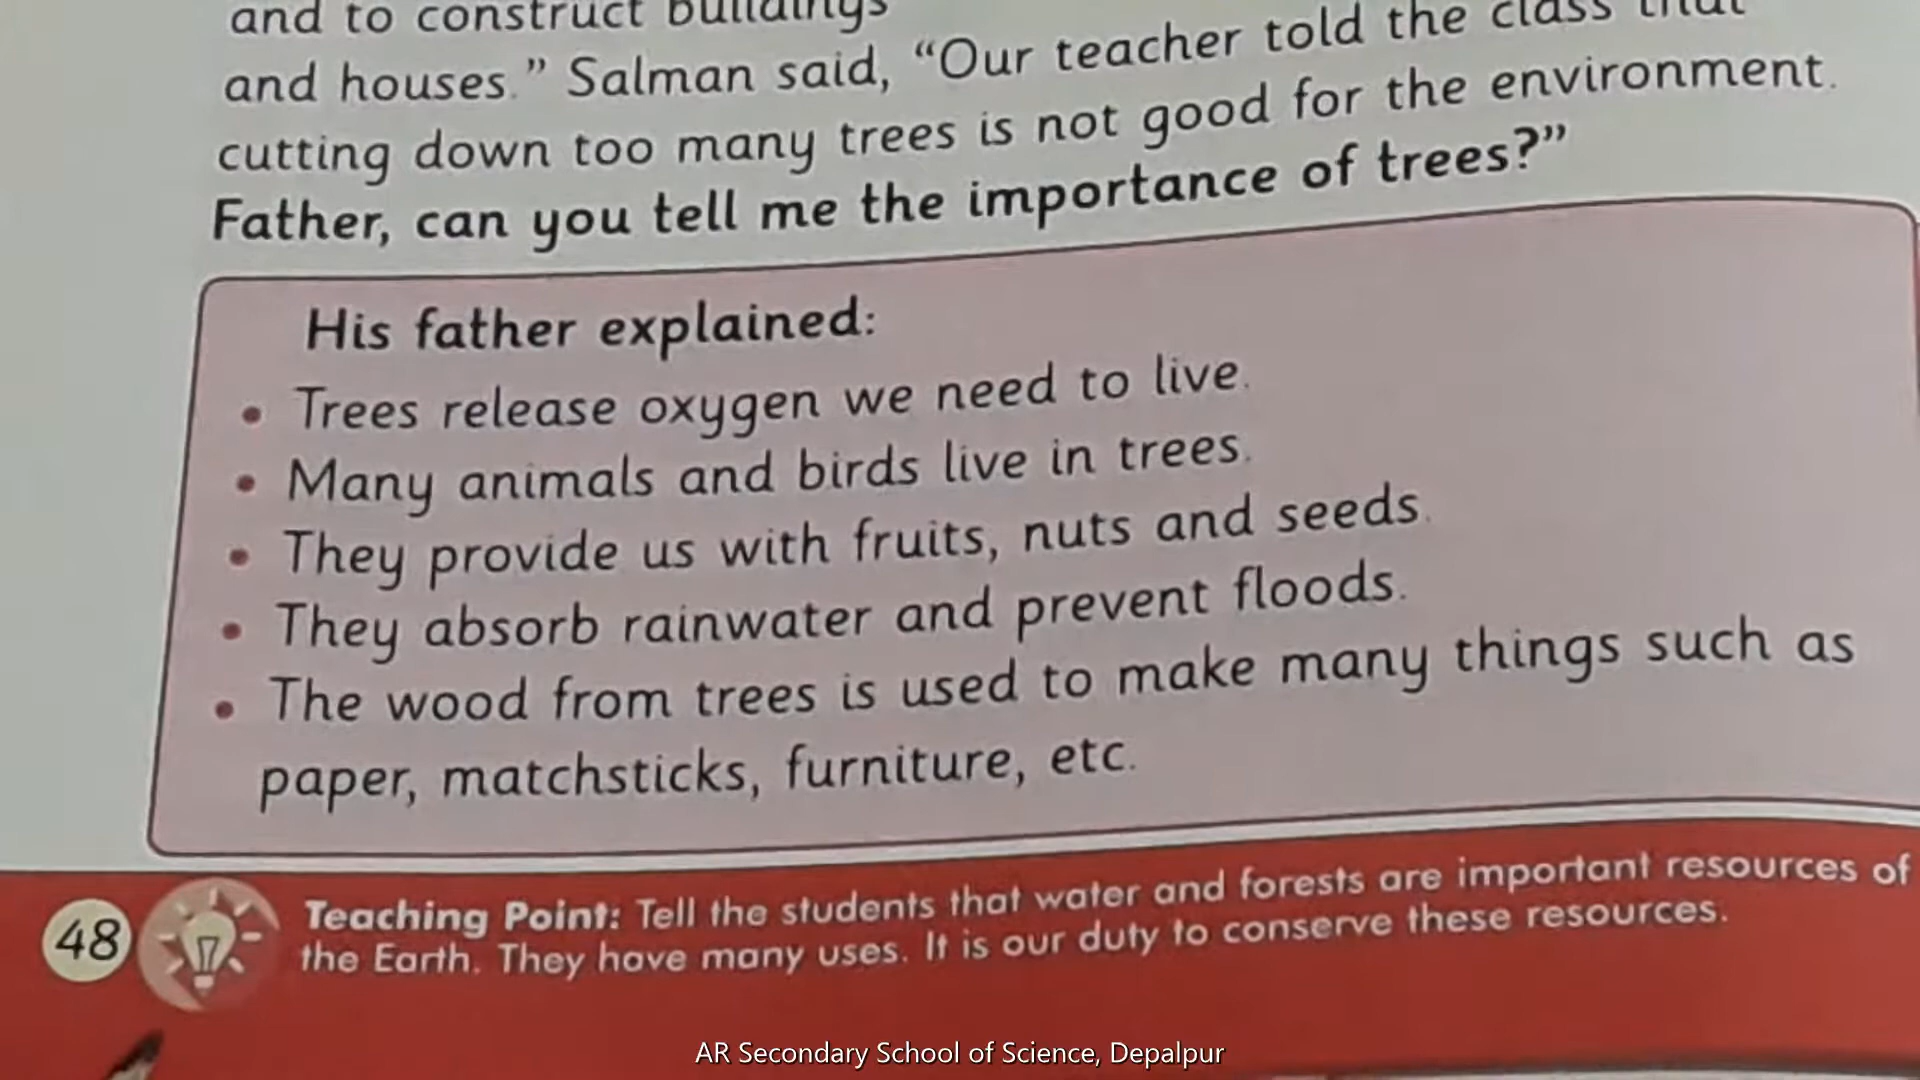 and to construct buildings
and houses." Salman said, "Our teacher told the class that
cutting down too many trees is not good for the environment.
Father, can you tell me the importance of trees?"
His father explained:
• Trees release oxygen we need to live.
• Many animals and birds live in trees.
• They provide us with fruits, nuts and seeds.
• They absorb rainwater and prevent floods.
• The wood from trees is used to make many things such as
paper, matchsticks, furniture, etc.
48
Teaching Point: Tell the students that water and forests are important resources of
the Earth. They have many uses. It is our duty to conserve these resources.
AR Secondary School of Science, Depalpur